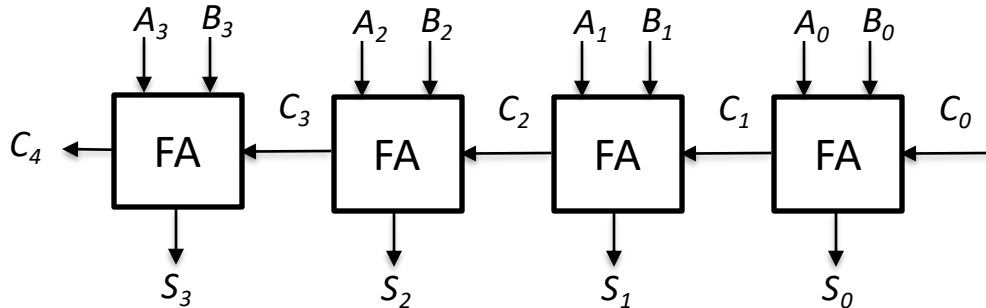 A₃ B₃ A₂ B₂ A₁ B₁ A₀ B₀
C₄ FA C₃ FA C₂ FA C₁ FA C₀
S₃ S₂ S₁ S₀